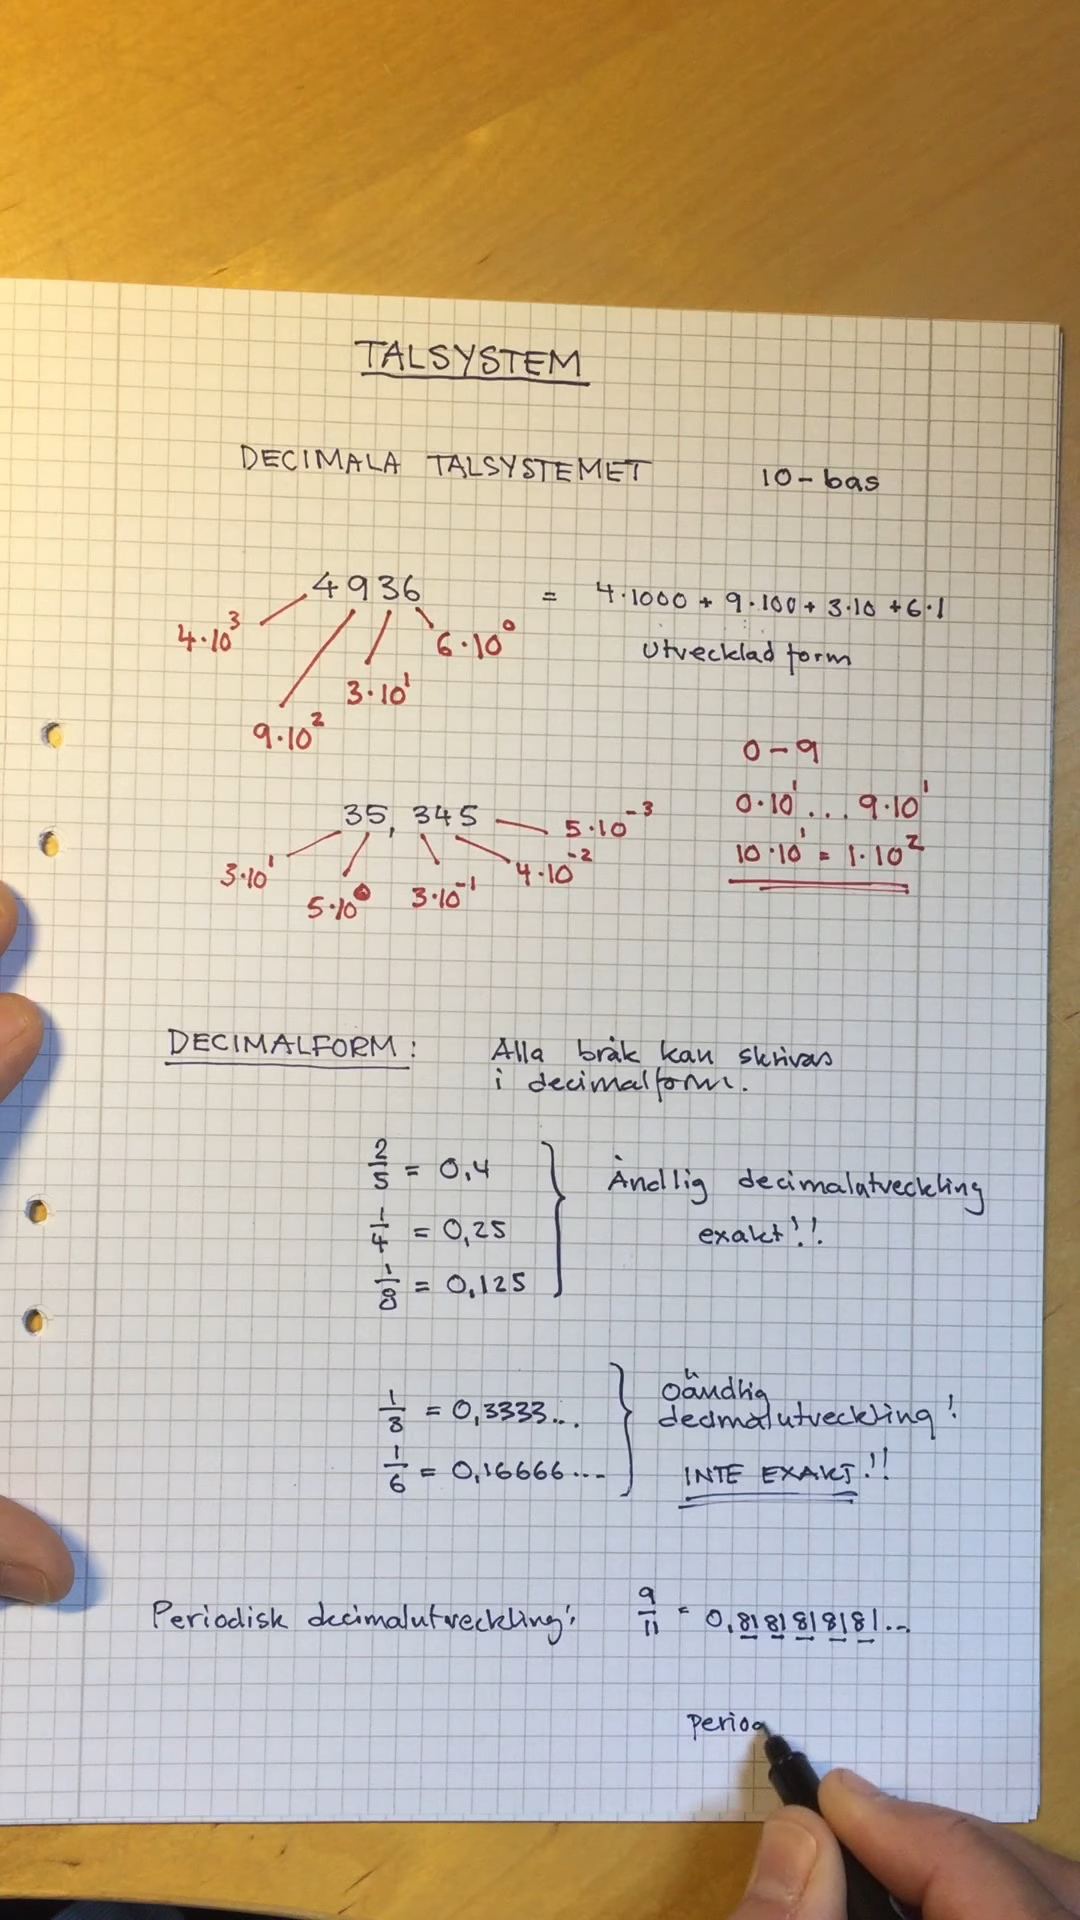 TALSYSTEM
DECIMALA TALSYSTEMET 10-bas
4936 = 4·1000 + 9·100 + 3·10 + 6·1
4·10³ 6·10⁰ utvecklad form
3·10¹
9·10²
0-9
35,345 5·10⁻³ 0·10¹ ... 9·10¹
3·10¹ 5·10 3·10⁻¹ 4·10⁻² 10·10¹ = 1·10²
DECIMALFORM: Alla bråk kan skrivas
i decimalform.
2/5 = 0,4 Ändlig decimalutveckling
1/4 = 0,25 exakt!!
1/8 = 0,125
1/3 = 0,3333... Oändlig
decimalutveckling!
1/6 = 0,16666... INTE EXAKT!!
Periodisk decimalutveckling: 9/11 = 0,8181818181...
perio